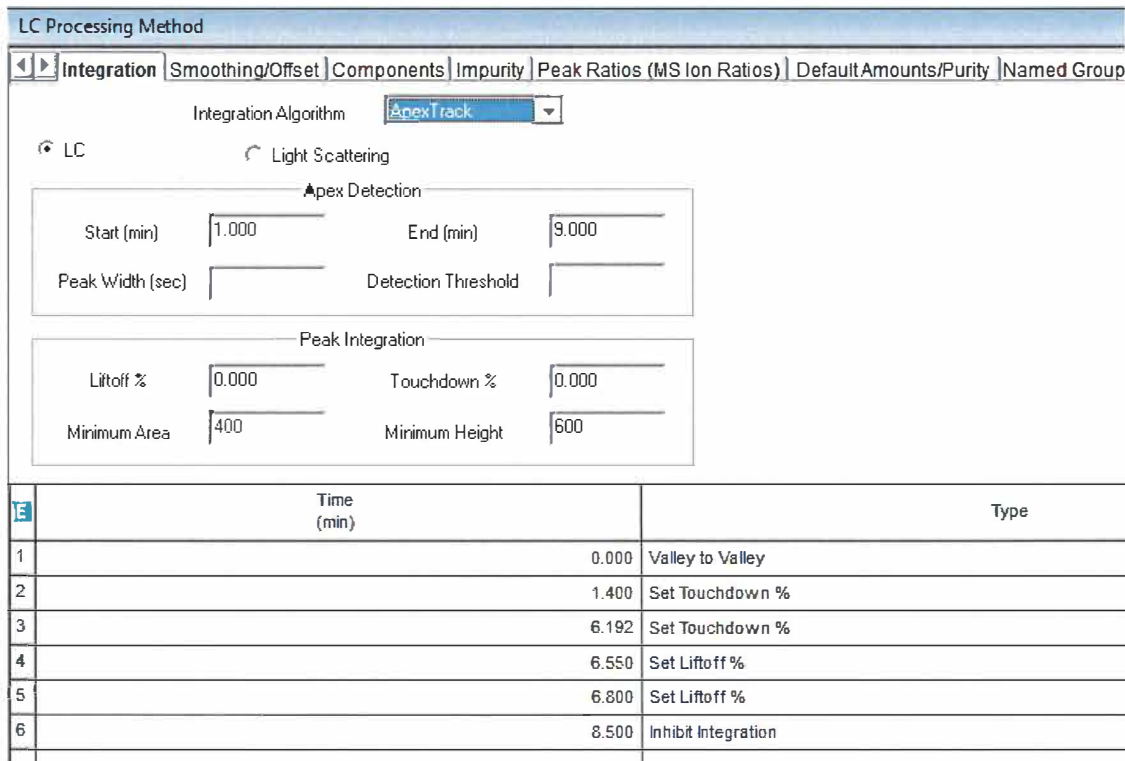 LC Processing Method
Integration Smoothing/Offset Components Impurity Peak Ratios (MS Ion Ratios) Default Amounts/Purity Named Group
Integration Algorithm ApexTrack
LC Light Scattering
Apex Detection
Start (min) 1.000 End (min) 9.000
Peak Width (sec) Detection Threshold
Peak Integration
Liftoff % 0.000 Touchdown % 0.000
Minimum Area 400 Minimum Height 600
E Time Type
(min)
1 0.000 Valley to Valley
2 1.400 Set Touchdown %
3 6.192 Set Touchdown %
4 6.550 Set Liftoff %
5 6.800 Set Liftoff %
6 8.500 Inhibit Integration